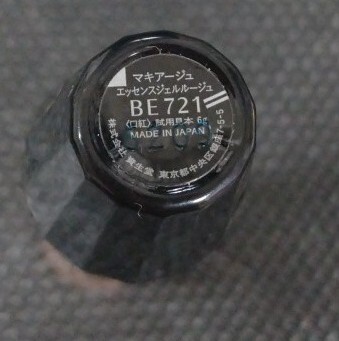 マキアージュ
エッセンスジェルルージュ
BE721
〈口紅〉試用見本 6g
MADE IN JAPAN
株式会社 資生堂 東京都中央区銀座7-5-5